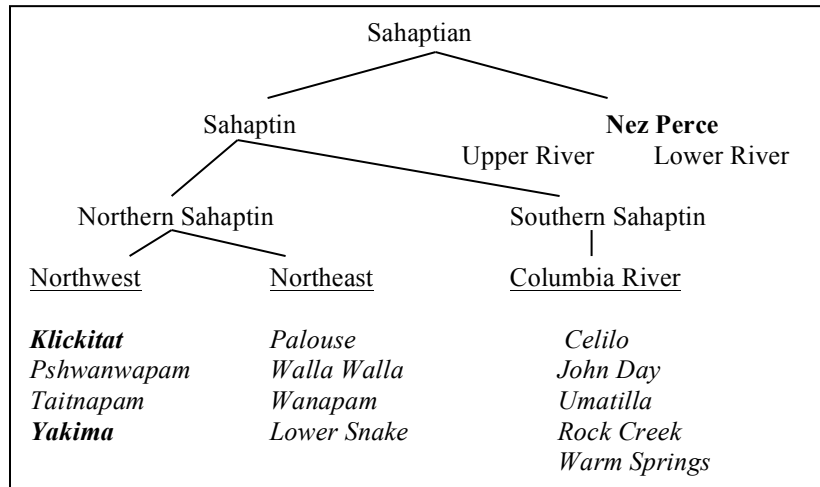 Sahaptian
Sahaptin Nez Perce
Upper River Lower River
Northern Sahaptin Southern Sahaptin
Northwest Northeast Columbia River
Klickitat Palouse Celilo
Pshwanwapam Walla Walla John Day
Taitnapam Wanapam Umatilla
Yakima Lower Snake Rock Creek
Warm Springs